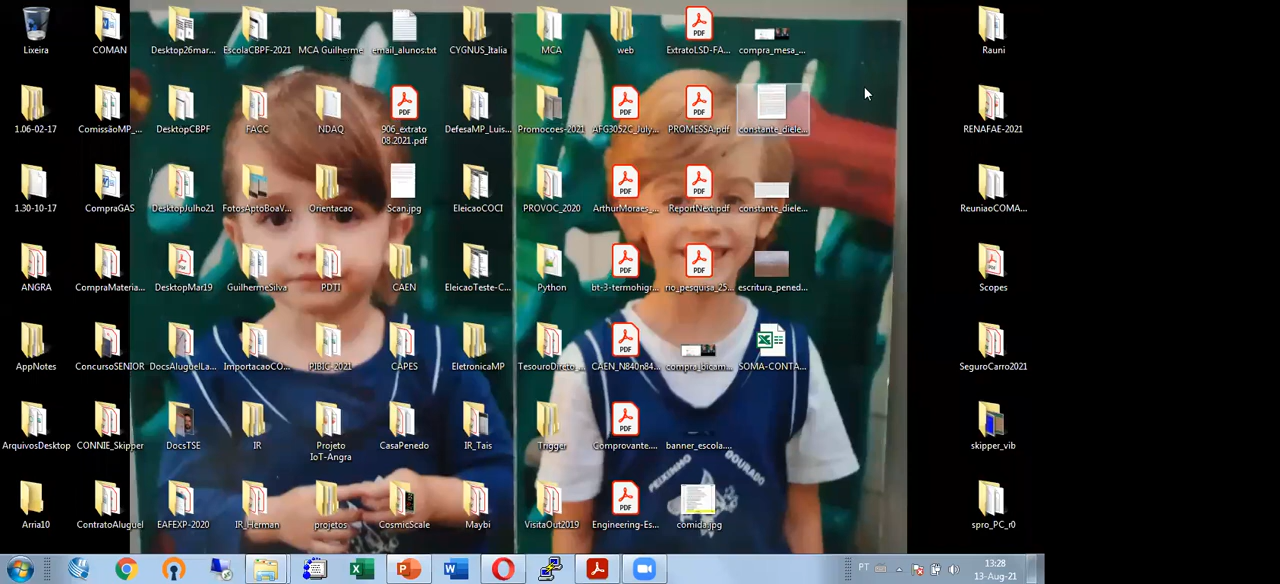 Lixeira
COMAN
Desktop26mar...
EscolaCBPF-2021
MCA Guilherme
email_alunos.txt
CYGNUS_Italia
MCA
web
ExtratoLSD-FA...
compra_mesa_...
Rauni
1.06-02-17
ComissãoMP_...
DesktopCBPF
FACC
NDAQ
906_extrato
08.2021.pdf
DefesaMP_Luis...
Promocoes-2021
AFG3052C_July...
PROMESSA.pdf
constante_diele...
RENAFAE-2021
1.30-10-17
CompraGAS
DesktopJulho21
FotosAptoBoaV...
Orientacao
Scan.jpg
EleicaoCOCI
PROVOC_2020
ArthurMoraes_...
ReportNext.pdf
constante_diele...
ReuniaoCOMA...
ANGRA
CompraMateria...
DesktopMar19
GuilhermeSilva
PDTI
CAEN
EleicaoTeste-C...
Python
bt-3-termohigr...
rio_pesquisa_25...
escritura_pened...
Scopes
AppNotes
ConcursoSENIOR
DocsAluguelLa...
ImportacaoCO...
PIBIC-2021
CAPES
EletronicaMP
TesouroDireto_...
CAEN_N840n84...
compra_bicam...
SOMA-CONTA...
SeguroCarro2021
ArquivosDesktop
CONNIE_Skipper
DocsTSE
IR
Projeto
IoT-Angra
CasaPenedo
IR_Tais
Trigger
Comprovante....
banner_escola....
skipper_vib
Arria10
ContratoAluguel
EAFEXP-2020
IR_Herman
projetos
CosmicScale
Maybi
VisitaOut2019
Engineering-Es...
comida.jpg
spro_PC_r0
PEIXINHO DOURADO
PT
13:28
13-Aug-21